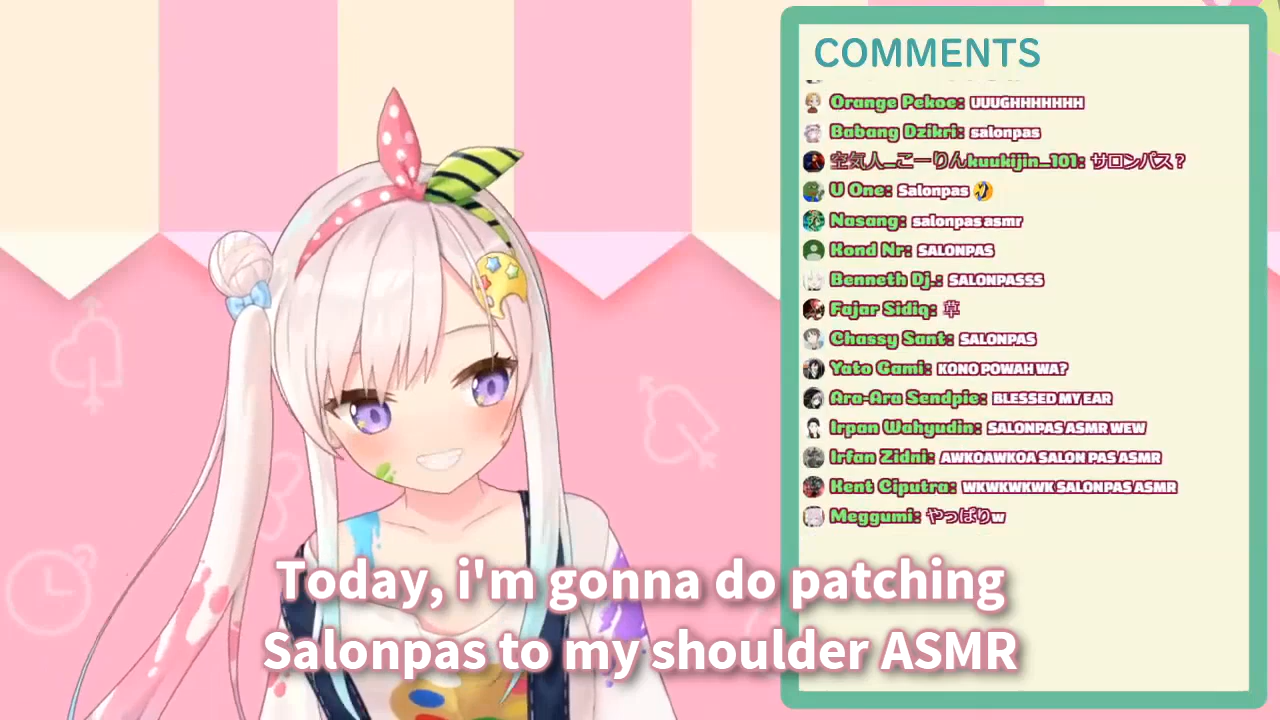 COMMENTS
Orange Pekoe: UUUGHHHHHHH
Babang Dzikri: salonpas
空気人_こーりんkuukijin_101: サロンパス？
U One: Salonpas 🤣
Nasang: salonpas asmr
Kond Nr: SALONPAS
Benneth Dj.: SALONPASSS
Fajar Sidiq: 草
Chassy Sant: SALONPAS
Yato Gami: KONO POWAH WA?
Ara-Ara Sendpie: BLESSED MY EAR
Irpan Wahyudin: SALONPAS ASMR WEW
Irfan Zidni: AWKOAWKOA SALON PAS ASMR
Kent Ciputra: WKWKWKWK SALONPAS ASMR
Meggumi: やっぱりw
Today, i'm gonna do patching
Salonpas to my shoulder ASMR